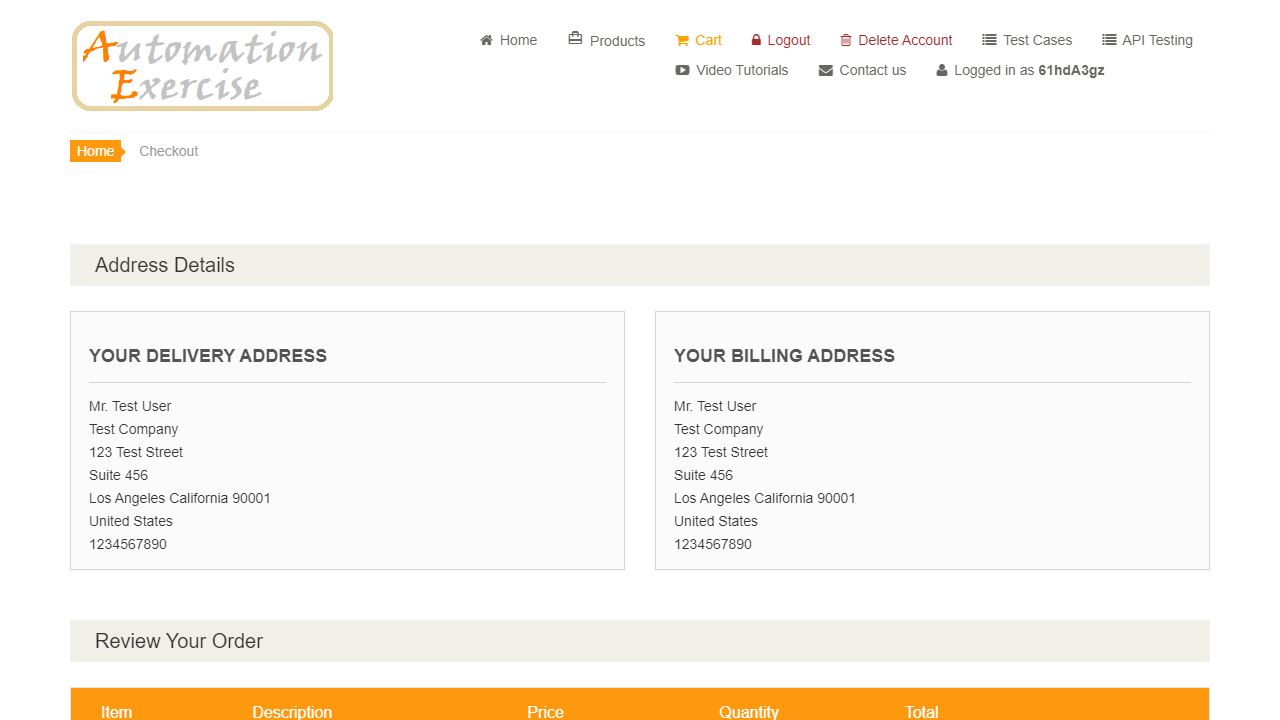 Automation
Exercise
Home
Products
Cart
Logout
Delete Account
Test Cases
API Testing
Video Tutorials
Contact us
Logged in as 61hdA3gz
Home
Checkout
Address Details
YOUR DELIVERY ADDRESS
Mr. Test User
Test Company
123 Test Street
Suite 456
Los Angeles California 90001
United States
1234567890
YOUR BILLING ADDRESS
Mr. Test User
Test Company
123 Test Street
Suite 456
Los Angeles California 90001
United States
1234567890
Review Your Order
Item Description Price Quantity Total